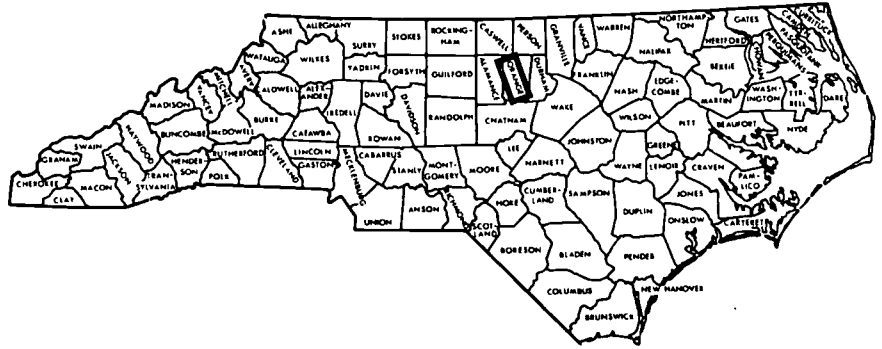 ASHE
ALLEGHANY
SURRY
STOKES
ROCKING-
HAM
CASWELL
PERSON
GRANVILLE
VANCE
WARREN
NORTHAMP
TON
GATES
HERTFORD
CAMDEN
CURRITUCK
PASQUOTANK
PERQUIMANS
CHOWAN
HALIFAX
BERTIE
WATAUGA
WILKES
YADKIN
FORSYTH
GUILFORD
ALAMANCE
ORANGE
DURHAM
FRANKLIN
NASH
EDGE-
COMBE
MARTIN
WASH-
INGTON
TYR-
RELL
DARE
MADISON
YANCEY
MITCHELL
AVERY
CALDWELL
ALEX-
ANDER
IREDELL
DAVIE
DAVIDSON
RANDOLPH
CHATHAM
WAKE
WILSON
PITT
BEAUFORT
HYDE
SWAIN
HAYWOOD
BUNCOMBE
McDOWELL
BURKE
CATAWBA
ROWAN
LEE
JOHNSTON
GREENE
GRAHAM
JACKSON
HENDER-
SON
RUTHERFORD
CLEVELAND
LINCOLN
GASTON
MECKLENBURG
CABARRUS
STANLY
MONT-
GOMERY
MOORE
HARNETT
WAYNE
LENOIR
CRAVEN
PAM-
LICO
CHEROKEE
CLAY
MACON
TRAN-
SYLVANIA
POLK
UNION
ANSON
RICHMOND
SCOT-
LAND
HOKE
CUMBER-
LAND
SAMPSON
DUPLIN
JONES
ONSLOW
CARTERET
ROBESON
BLADEN
PENDER
COLUMBUS
NEW HANOVER
BRUNSWICK